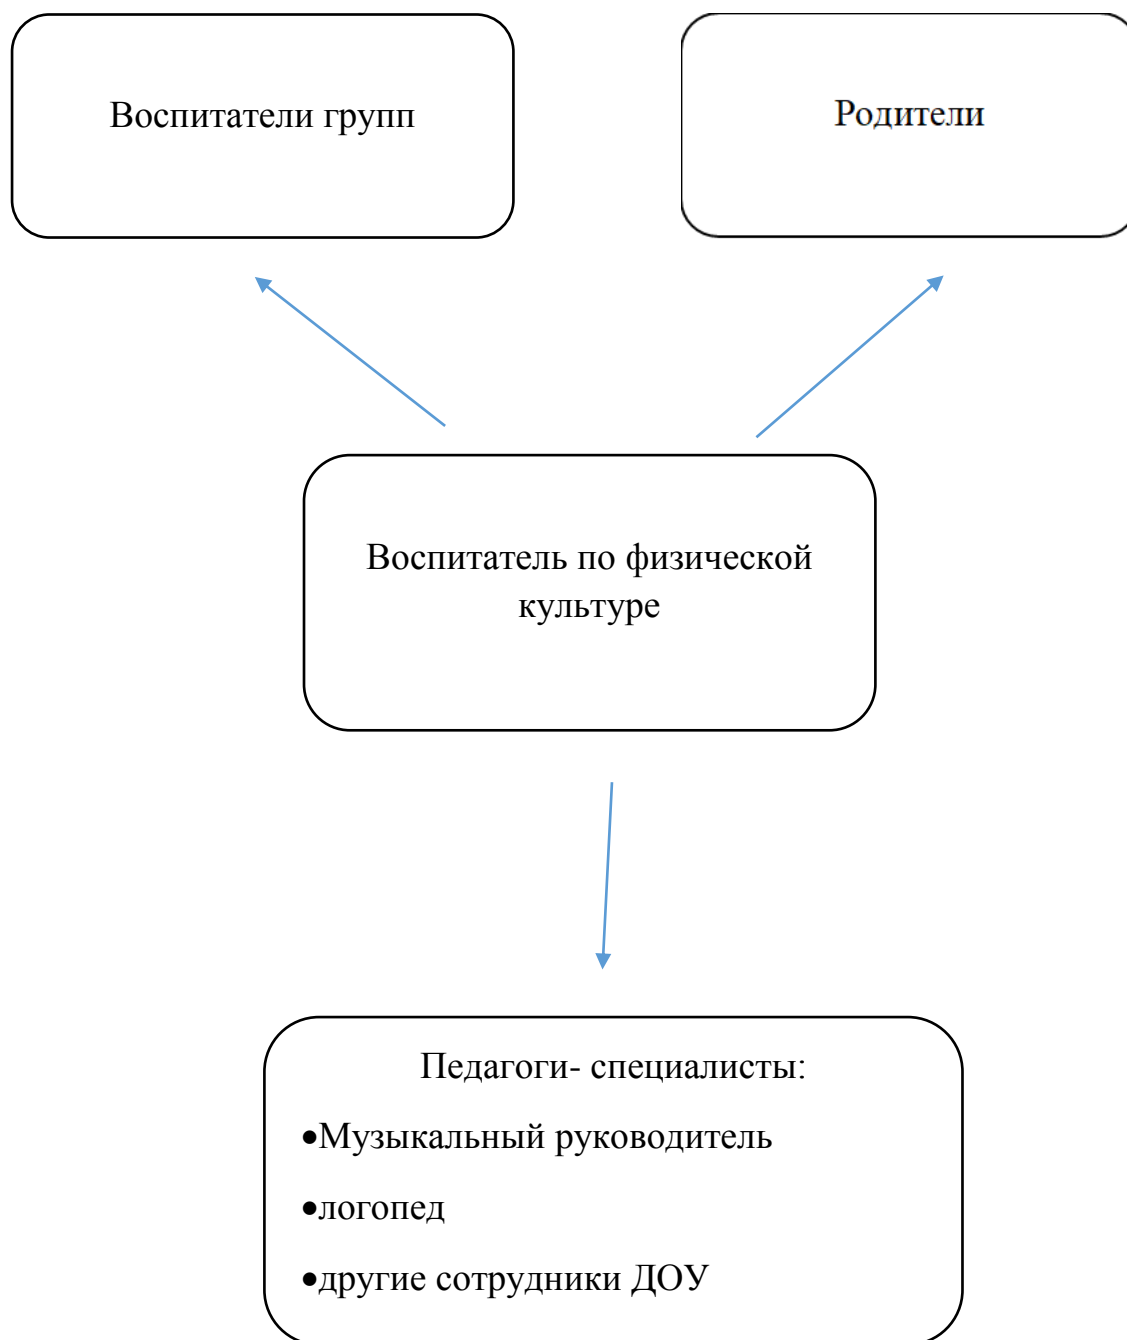 Воспитатели групп
Родители
Воспитатель по физической
культуре
Педагоги- специалисты:
•Музыкальный руководитель
•логопед
•другие сотрудники ДОУ